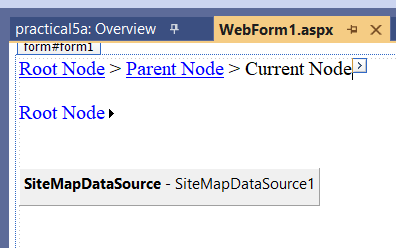 practical5a: Overview WebForm1.aspx
form#form1
Root Node > Parent Node > Current Node
Root Node
SiteMapDataSource - SiteMapDataSource1